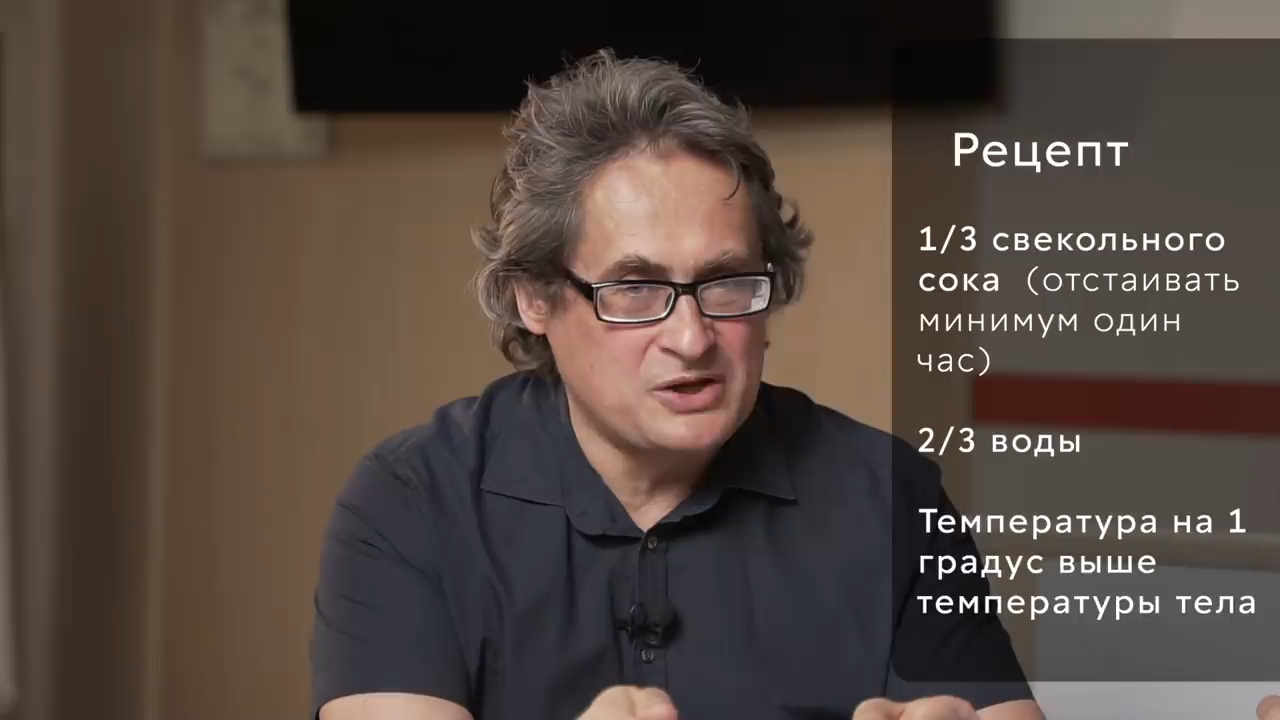 Рецепт
1/3 свекольного
сока (отстаивать
минимум один
час)
2/3 воды
Температура на 1
градус выше
температуры тела